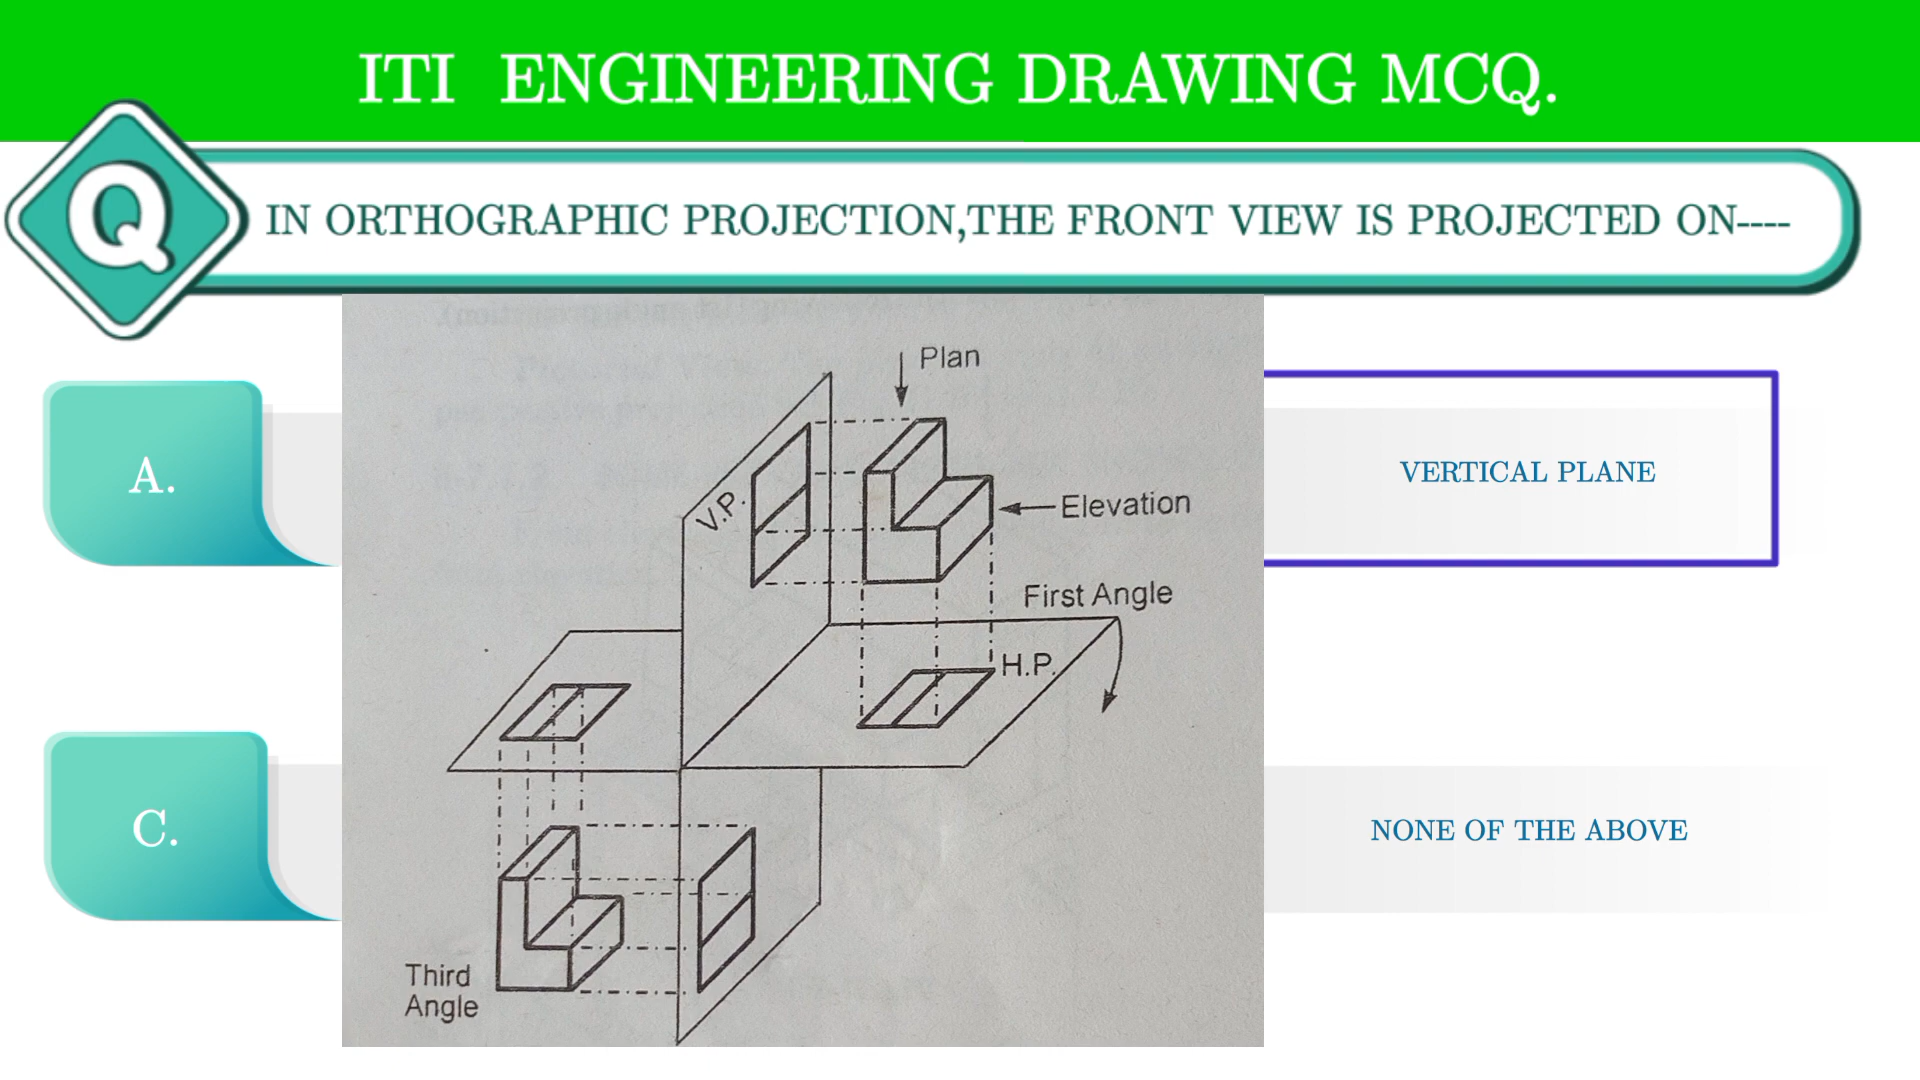 ITI ENGINEERING DRAWING MCQ.
Q
IN ORTHOGRAPHIC PROJECTION,THE FRONT VIEW IS PROJECTED ON----
Plan
A.
V.P.
Elevation
VERTICAL PLANE
First Angle
H.P.
C.
NONE OF THE ABOVE
Third
Angle